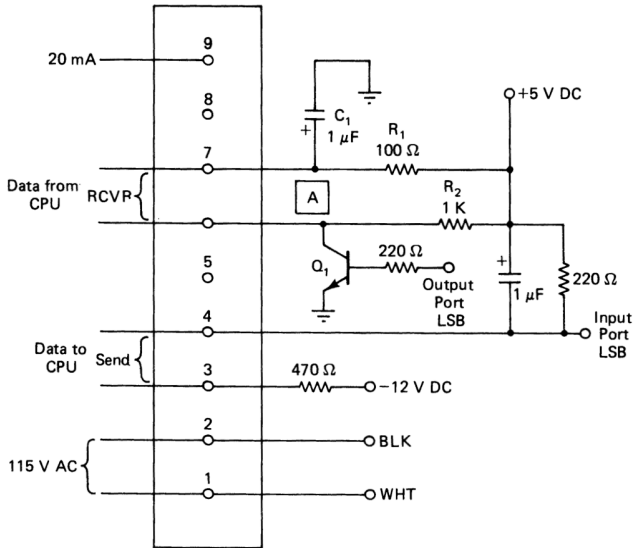 9
20 mA
8
+5 V DC
C1
+
1 μF
R1
100 Ω
7
Data from
CPU
RCVR
A
R2
1 K
5
Q1
220 Ω
Output
Port
LSB
+
1 μF
220 Ω
Input
Port
LSB
4
Data to
CPU
Send
3
470 Ω
−12 V DC
2
BLK
115 V AC
1
WHT